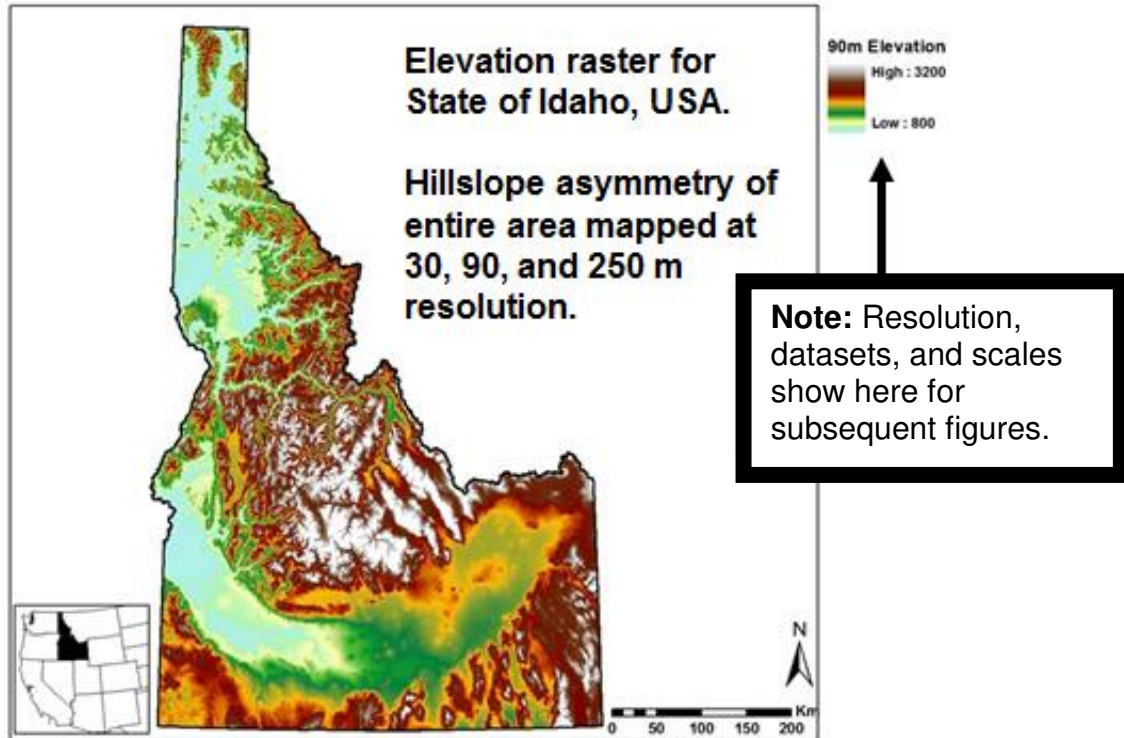 Elevation raster for
State of Idaho, USA.
Hillslope asymmetry of
entire area mapped at
30, 90, and 250 m
resolution.
90m Elevation
High : 3200
Low : 800
Note: Resolution,
datasets, and scales
show here for
subsequent figures.
N
Km
0 50 100 150 200